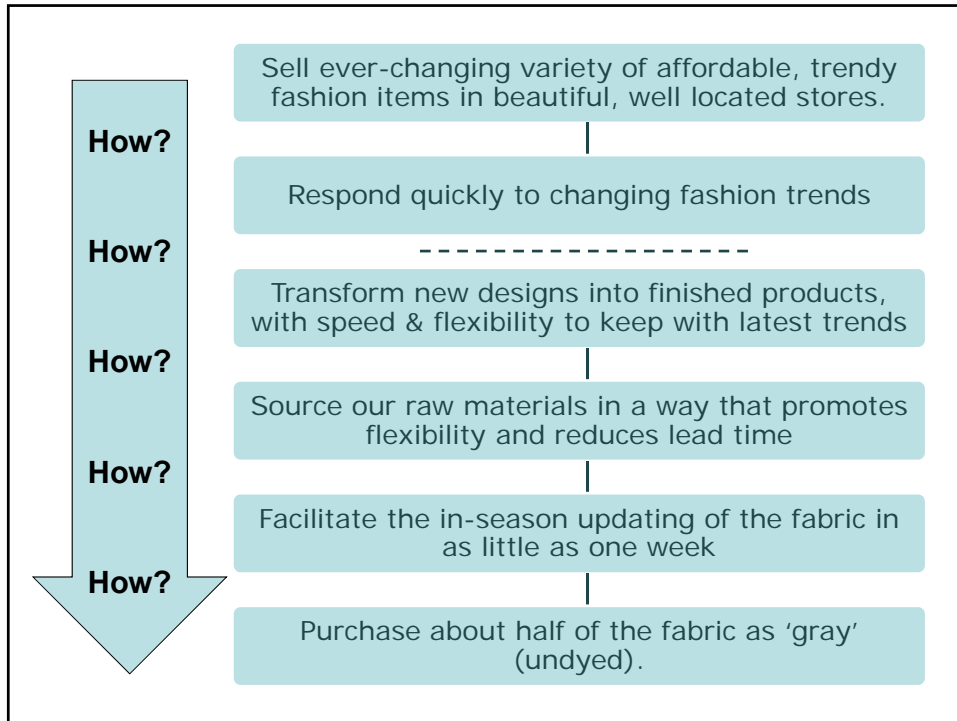 Sell ever-changing variety of affordable, trendy
fashion items in beautiful, well located stores.
How?
Respond quickly to changing fashion trends
How?
Transform new designs into finished products,
with speed & flexibility to keep with latest trends
How?
Source our raw materials in a way that promotes
flexibility and reduces lead time
How?
Facilitate the in-season updating of the fabric in
as little as one week
How?
Purchase about half of the fabric as ‘gray’
(undyed).